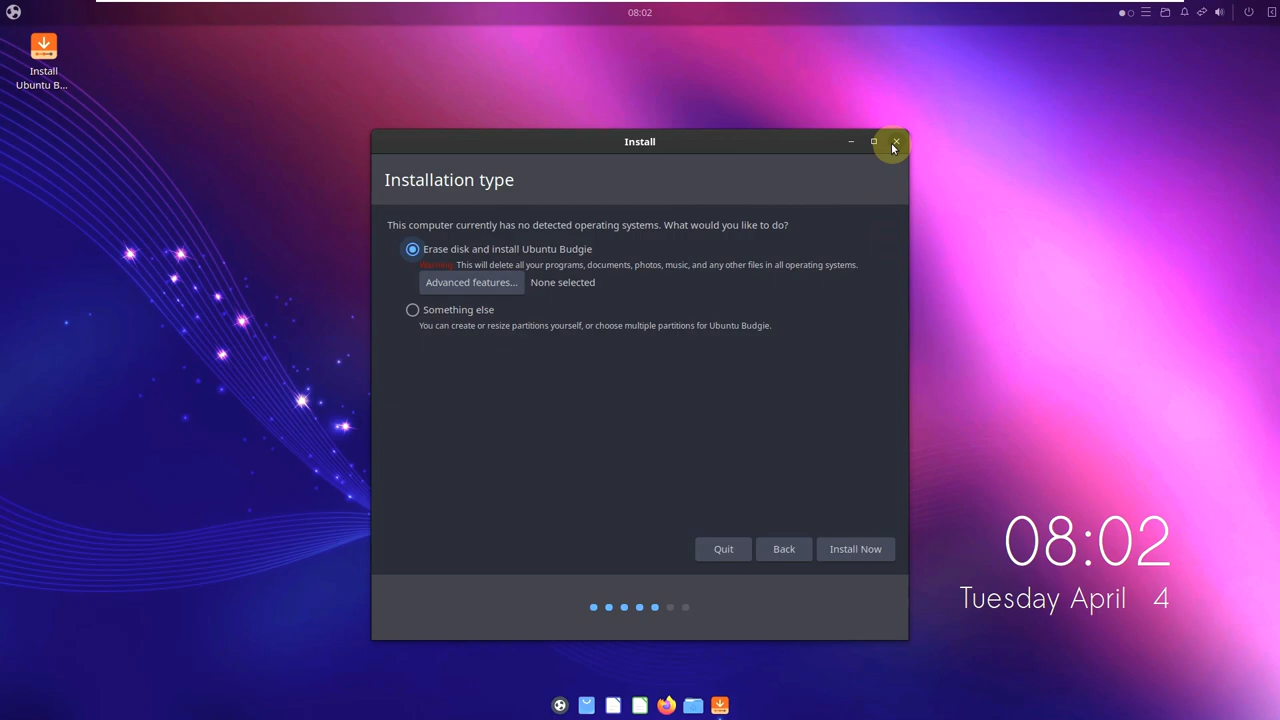 08:02
Install
Ubuntu B...
Install
Installation type
This computer currently has no detected operating systems. What would you like to do?
Erase disk and install Ubuntu Budgie
Warning: This will delete all your programs, documents, photos, music, and any other files in all operating systems.
Advanced features... None selected
Something else
You can create or resize partitions yourself, or choose multiple partitions for Ubuntu Budgie.
Quit Back Install Now
08:02
Tuesday April 4